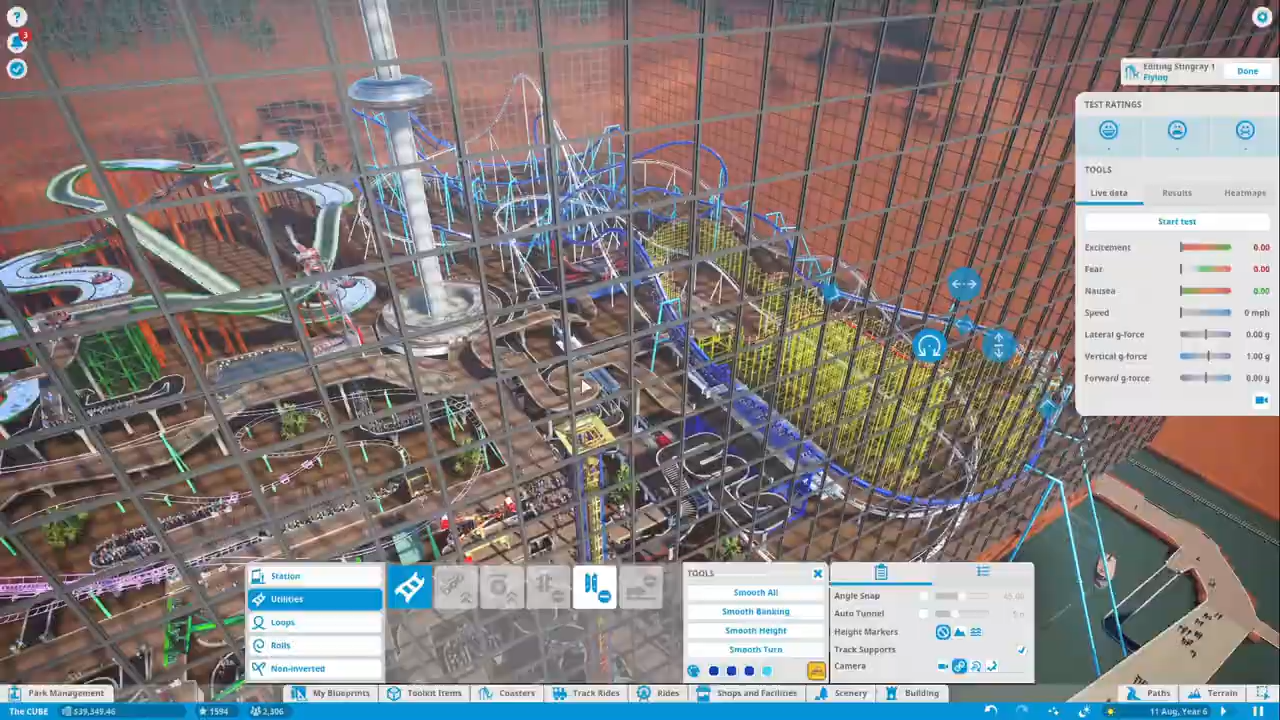 ?
3
Editing Stingray 1
Flying
Done
TEST RATINGS
TOOLS
Live data
Results
Heatmaps
Start test
Excitement 0.00
Fear 0.00
Nausea 0.00
Speed 0 mph
Lateral g-force 0.00 g
Vertical g-force 1.00 g
Forward g-force 0.00 g
Station
Utilities
Loops
Rolls
Non-inverted
TOOLS
Smooth All
Smooth Banking
Smooth Height
Smooth Turn
Angle Snap
Auto Tunnel
Height Markers
Track Supports
Camera
Park Management
My Blueprints
Toolkit Items
Coasters
Track Rides
Rides
Shops and Facilities
Scenery
Building
Paths
Terrain
The CUBE
$39,349.46
1594
2,306
11 Aug, Year 6